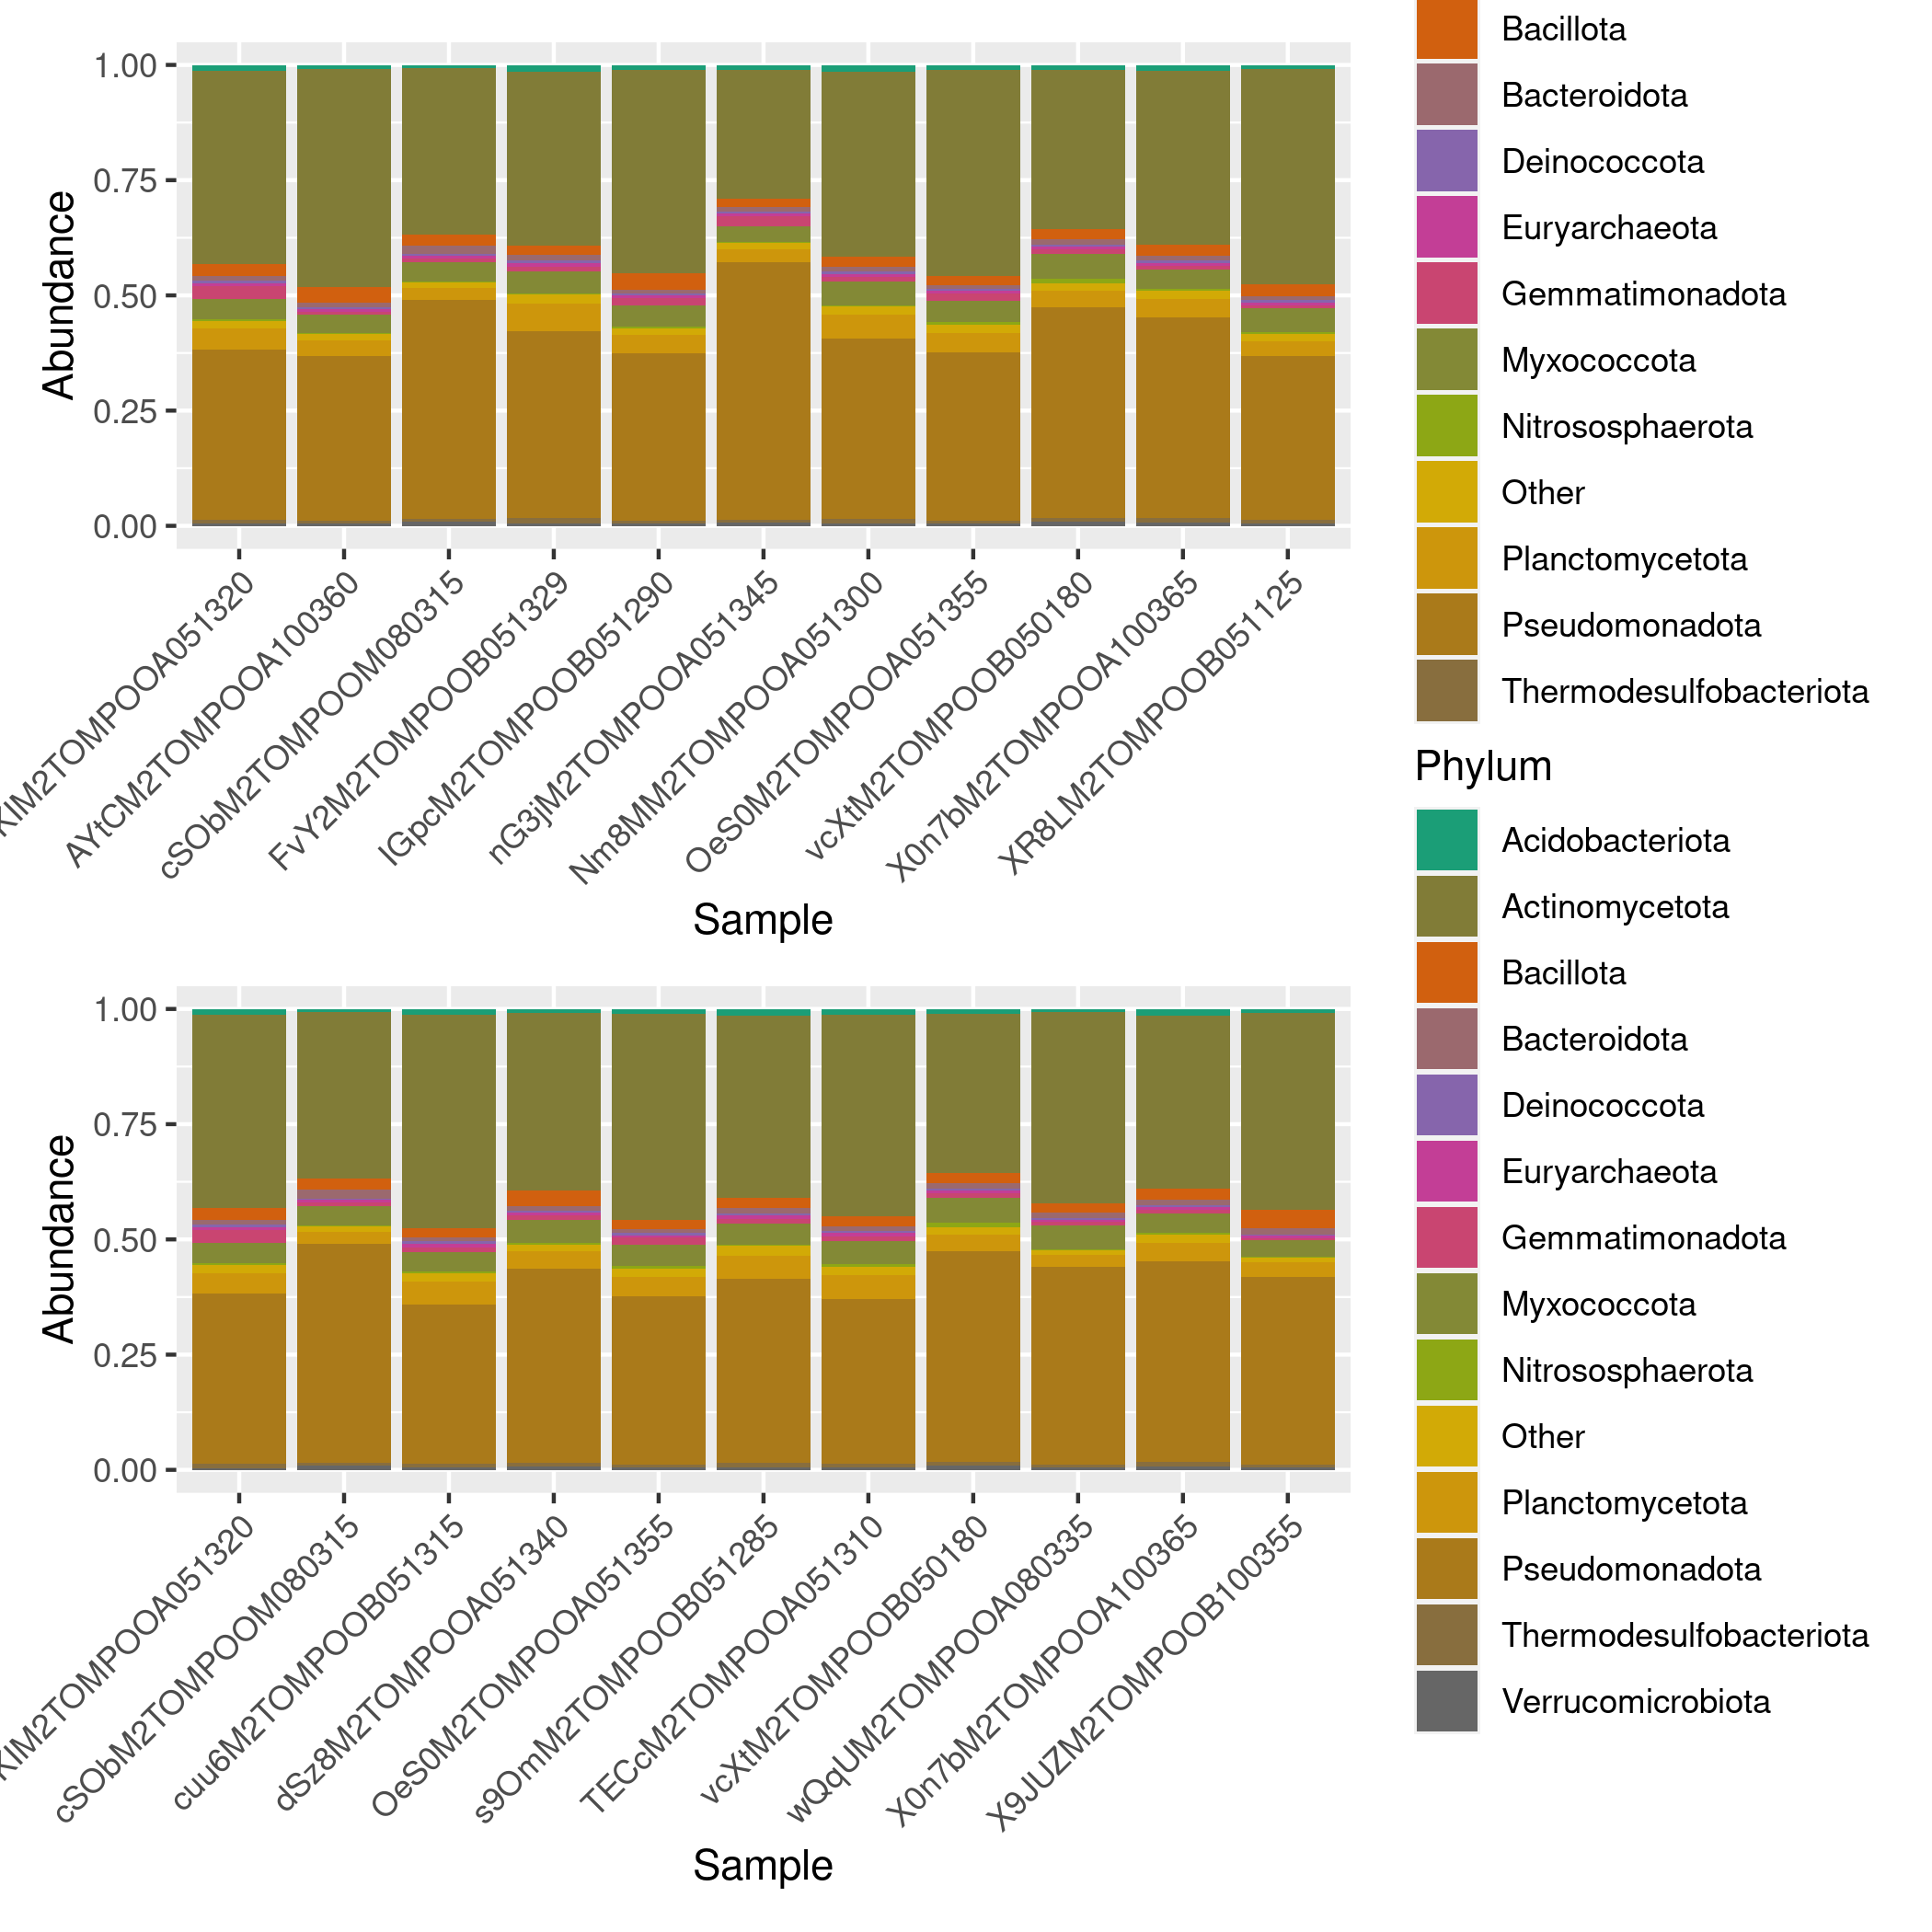 1.00
0.75
0.50
0.25
0.00
Abundance
KIM2TOMPOOA051320
AYtCM2TOMPOOA100360
cSObM2TOMPOOM080315
FvY2M2TOMPOOB051329
IGpcM2TOMPOOB051290
nG3jM2TOMPOOA051345
Nm8MM2TOMPOOA051300
OeS0M2TOMPOOA051355
vcXtM2TOMPOOB050180
X0n7bM2TOMPOOA100365
XR8LM2TOMPOOB051125
Sample
Bacillota
Bacteroidota
Deinococcota
Euryarchaeota
Gemmatimonadota
Myxococcota
Nitrososphaerota
Other
Planctomycetota
Pseudomonadota
Thermodesulfobacteriota
1.00
0.75
0.50
0.25
0.00
Abundance
KIM2TOMPOOA051320
cSObM2TOMPOOM080315
cuu6M2TOMPOOB051315
dSz8M2TOMPOOA051340
OeS0M2TOMPOOA051355
s9OmM2TOMPOOB051285
TECcM2TOMPOOA051310
vcXtM2TOMPOOB050180
wQqUM2TOMPOOA080335
X0n7bM2TOMPOOA100365
X9JUZM2TOMPOOB100355
Sample
Phylum
Acidobacteriota
Actinomycetota
Bacillota
Bacteroidota
Deinococcota
Euryarchaeota
Gemmatimonadota
Myxococcota
Nitrososphaerota
Other
Planctomycetota
Pseudomonadota
Thermodesulfobacteriota
Verrucomicrobiota